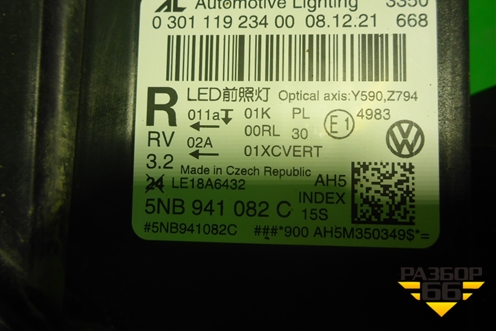 Automotive Lighting 3350
0 301 119 234 00 08.12.21 668
LED前照灯 Optical axis:Y590,Z794
R 011a 01K PL E1 4983
00RL 30
RV 02A 01XCVERT
3.2 Made in Czech Republic
24 LE18A6432 AH5
INDEX
5NB 941 082 C 15S
#5NB941082C ###*900 AH5M350349$*=
РАЗБОР
66